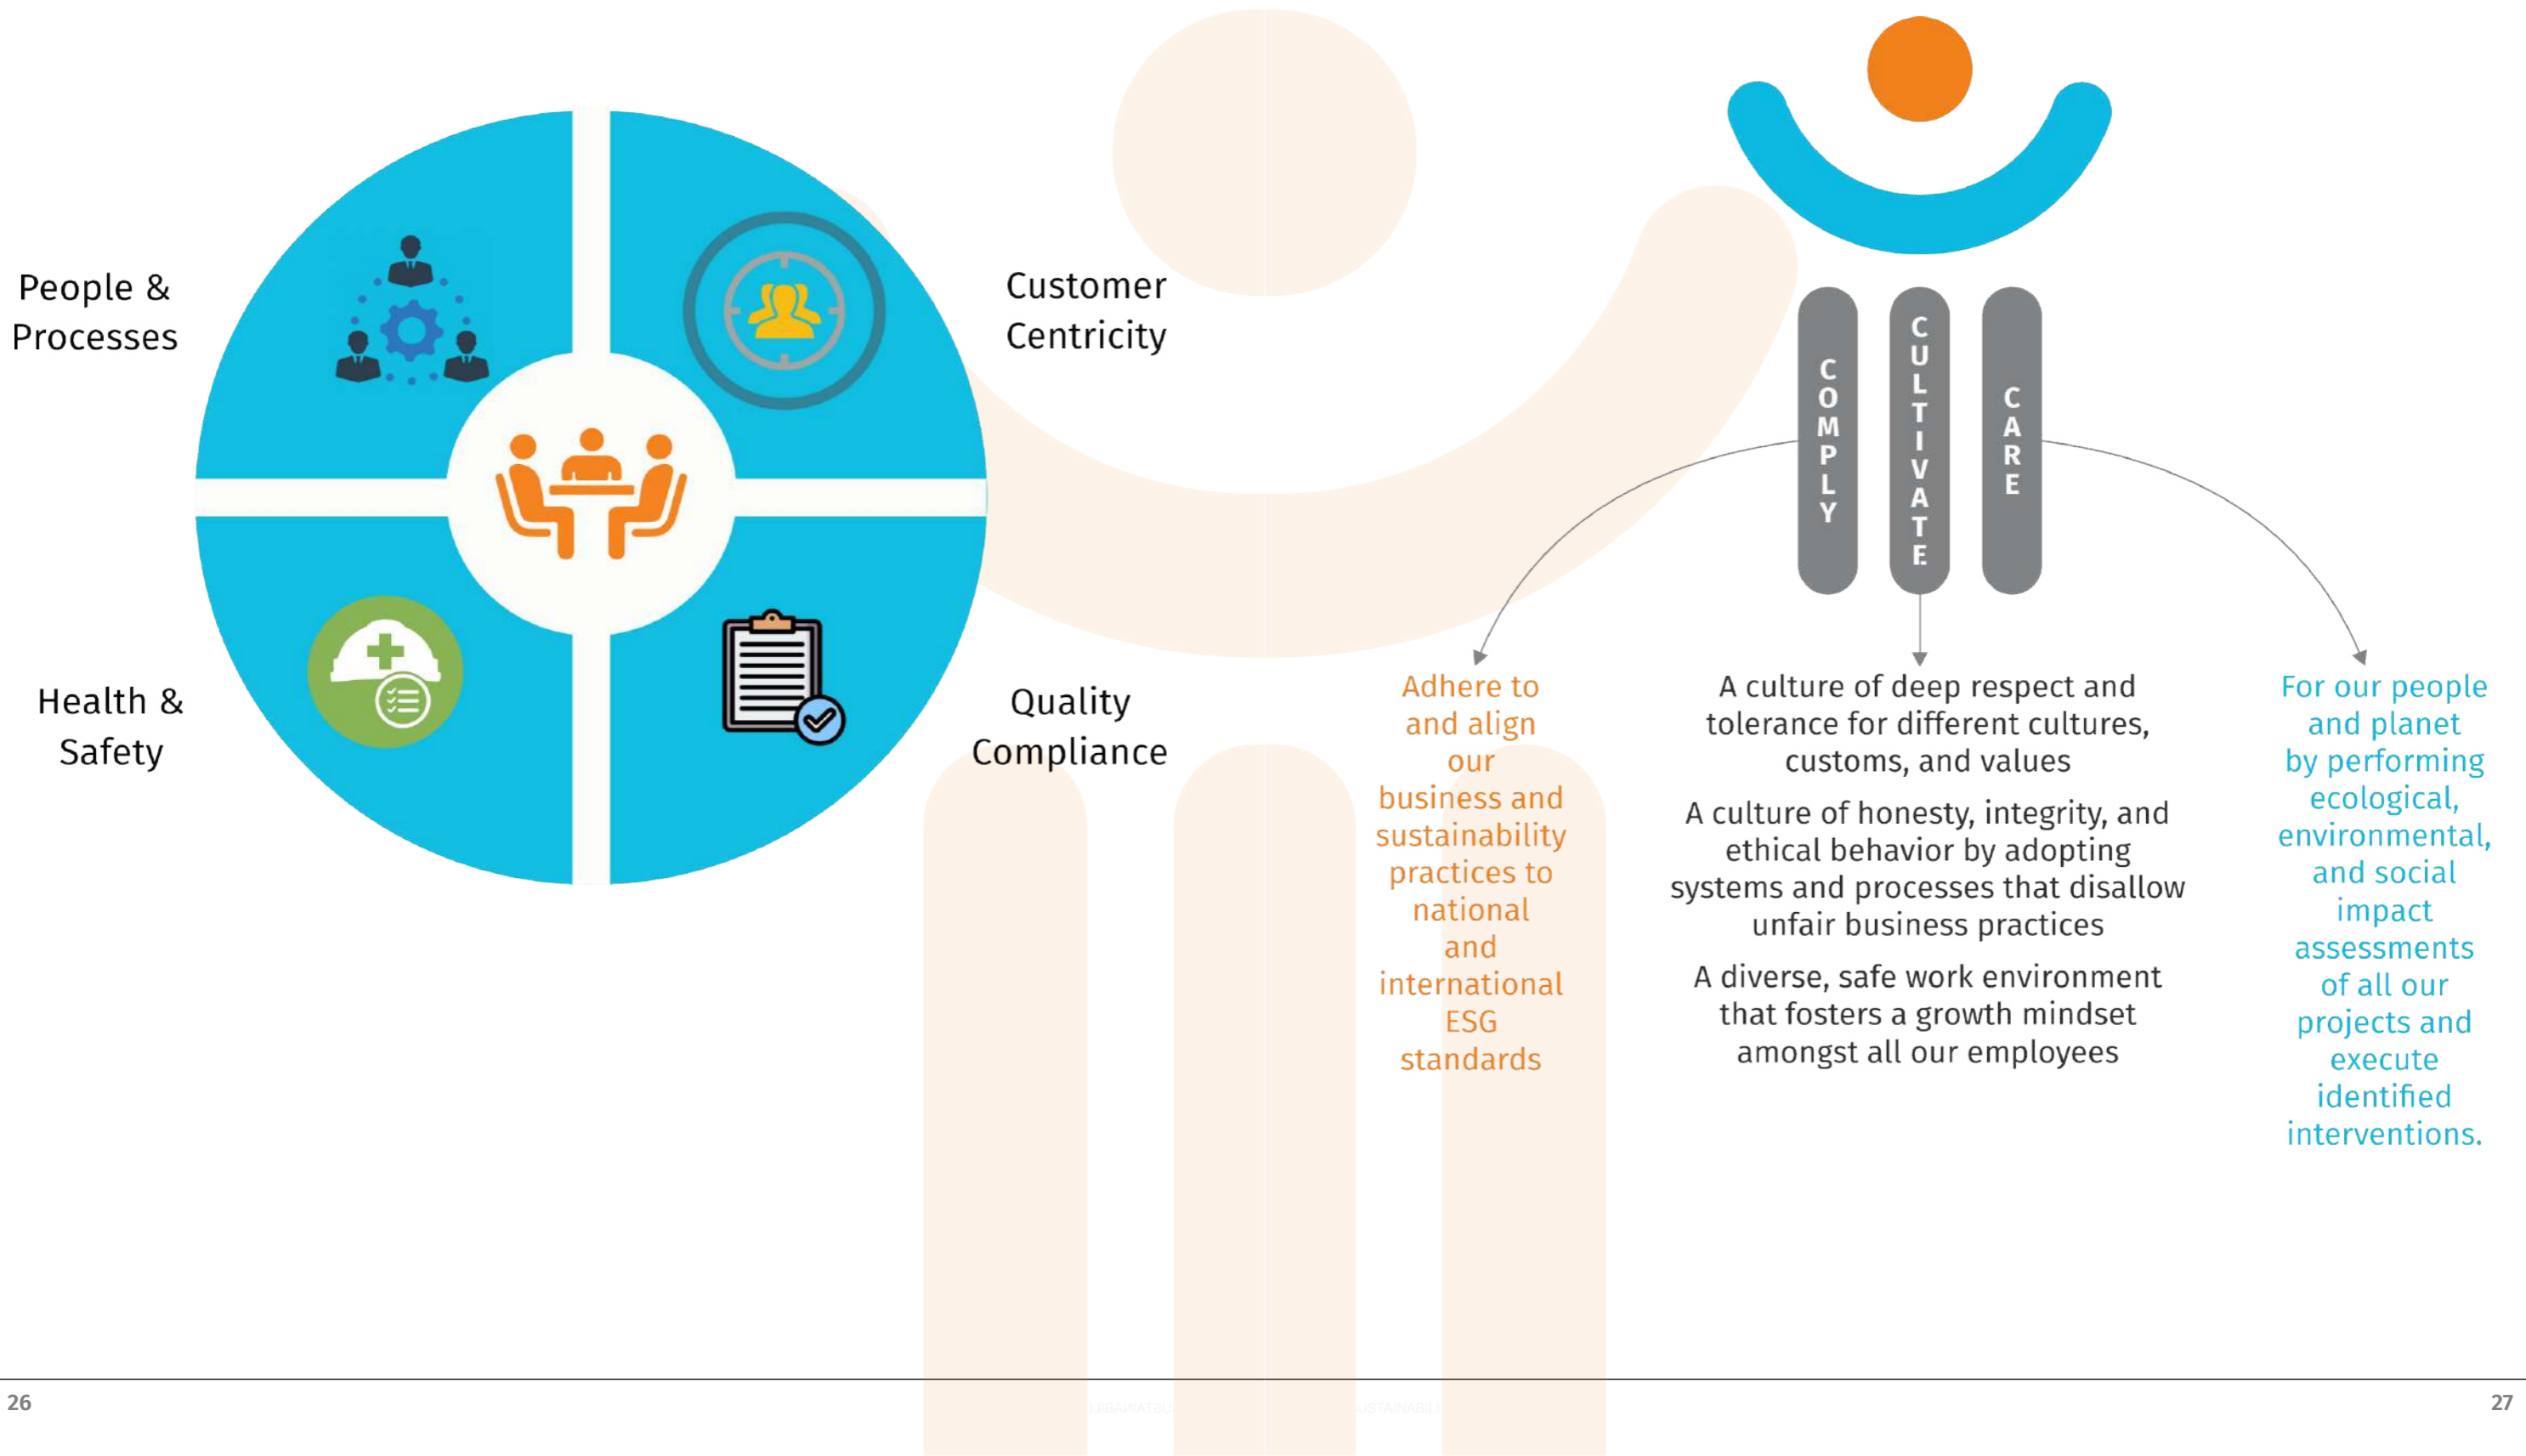 People &
Processes
Customer
Centricity
Health &
Safety
Quality
Compliance
COMPLY
CULTIVATE
CARE
Adhere to
and align
our
business and
sustainability
practices to
national
and
international
ESG
standards
A culture of deep respect and
tolerance for different cultures,
customs, and values
A culture of honesty, integrity, and
ethical behavior by adopting
systems and processes that disallow
unfair business practices
A diverse, safe work environment
that fosters a growth mindset
amongst all our employees
For our people
and planet
by performing
ecological,
environmental,
and social
impact
assessments
of all our
projects and
execute
identified
interventions.
26
27